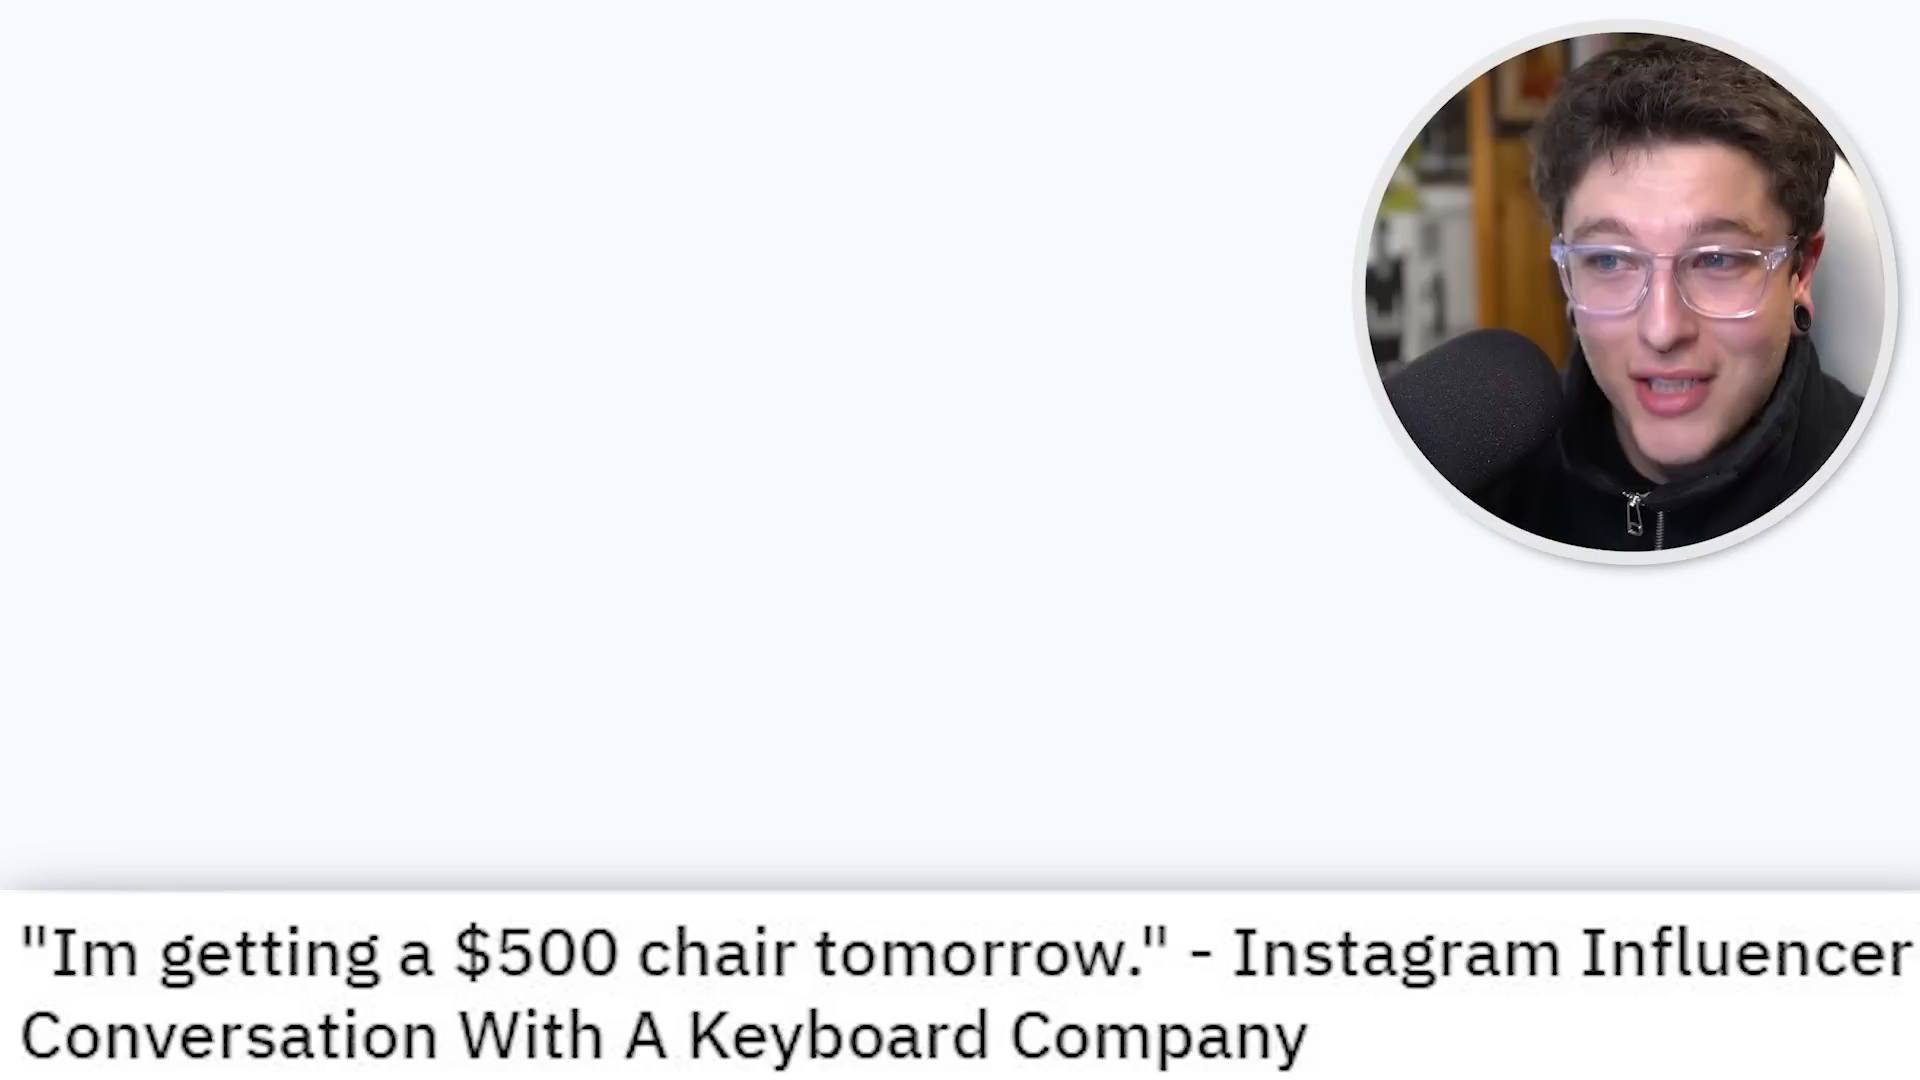 "Im getting a $500 chair tomorrow." - Instagram Influencer
Conversation With A Keyboard Company